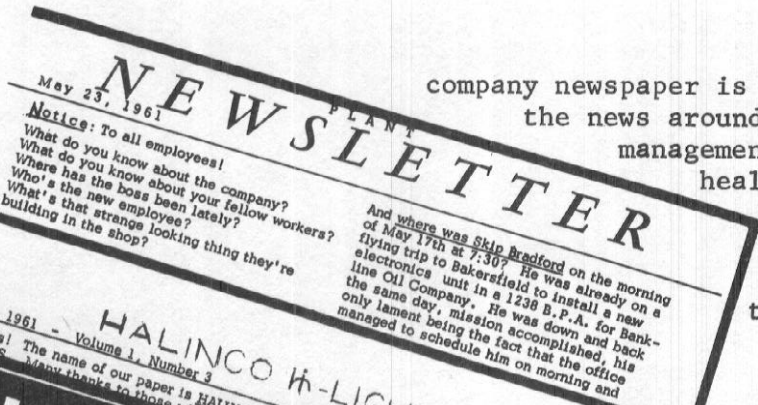 company newspaper is
the news around
managemen
heal
t
PLANT
NEWSLETTER
May 23, 1961
Notice: To all employees!
What do you know about the company?
What do you know about your fellow workers?
Where has the boss been lately?
Who's the new employee?
What's that strange looking thing they're
building in the shop?
And where was Skip Bradford on the morning
of May 17th at 7:30? He was already on a
flying trip to Bakersfield to install a new
electronics unit in a 1238 B.P.A. for Bank-
line Oil Company. He was down and back
the same day, mission accomplished, his
only lament being the fact that the office
managed to schedule him on morning and
HALINCO Hi-LIGH
1961 - Volume 1, Number 3
s! The name of our paper is HALIN
S. Many thanks to those